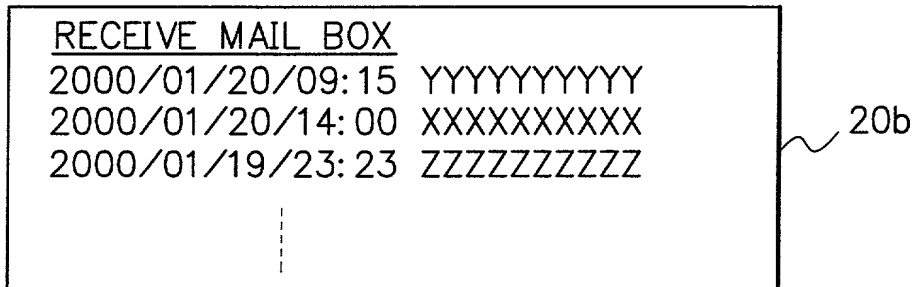 RECEIVE MAIL BOX
2000/01/20/09:15 YYYYYYYYYY
2000/01/20/14:00 XXXXXXXXXX
2000/01/19/23:23 ZZZZZZZZZZ
20b